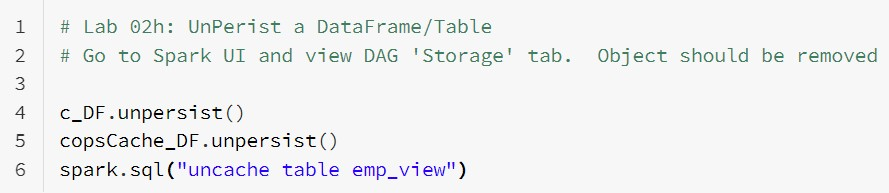 1 # Lab 02h: UnPerist a DataFrame/Table
2 # Go to Spark UI and view DAG 'Storage' tab.  Object should be removed
3
4 c_DF.unpersist()
5 copsCache_DF.unpersist()
6 spark.sql("uncache table emp_view")